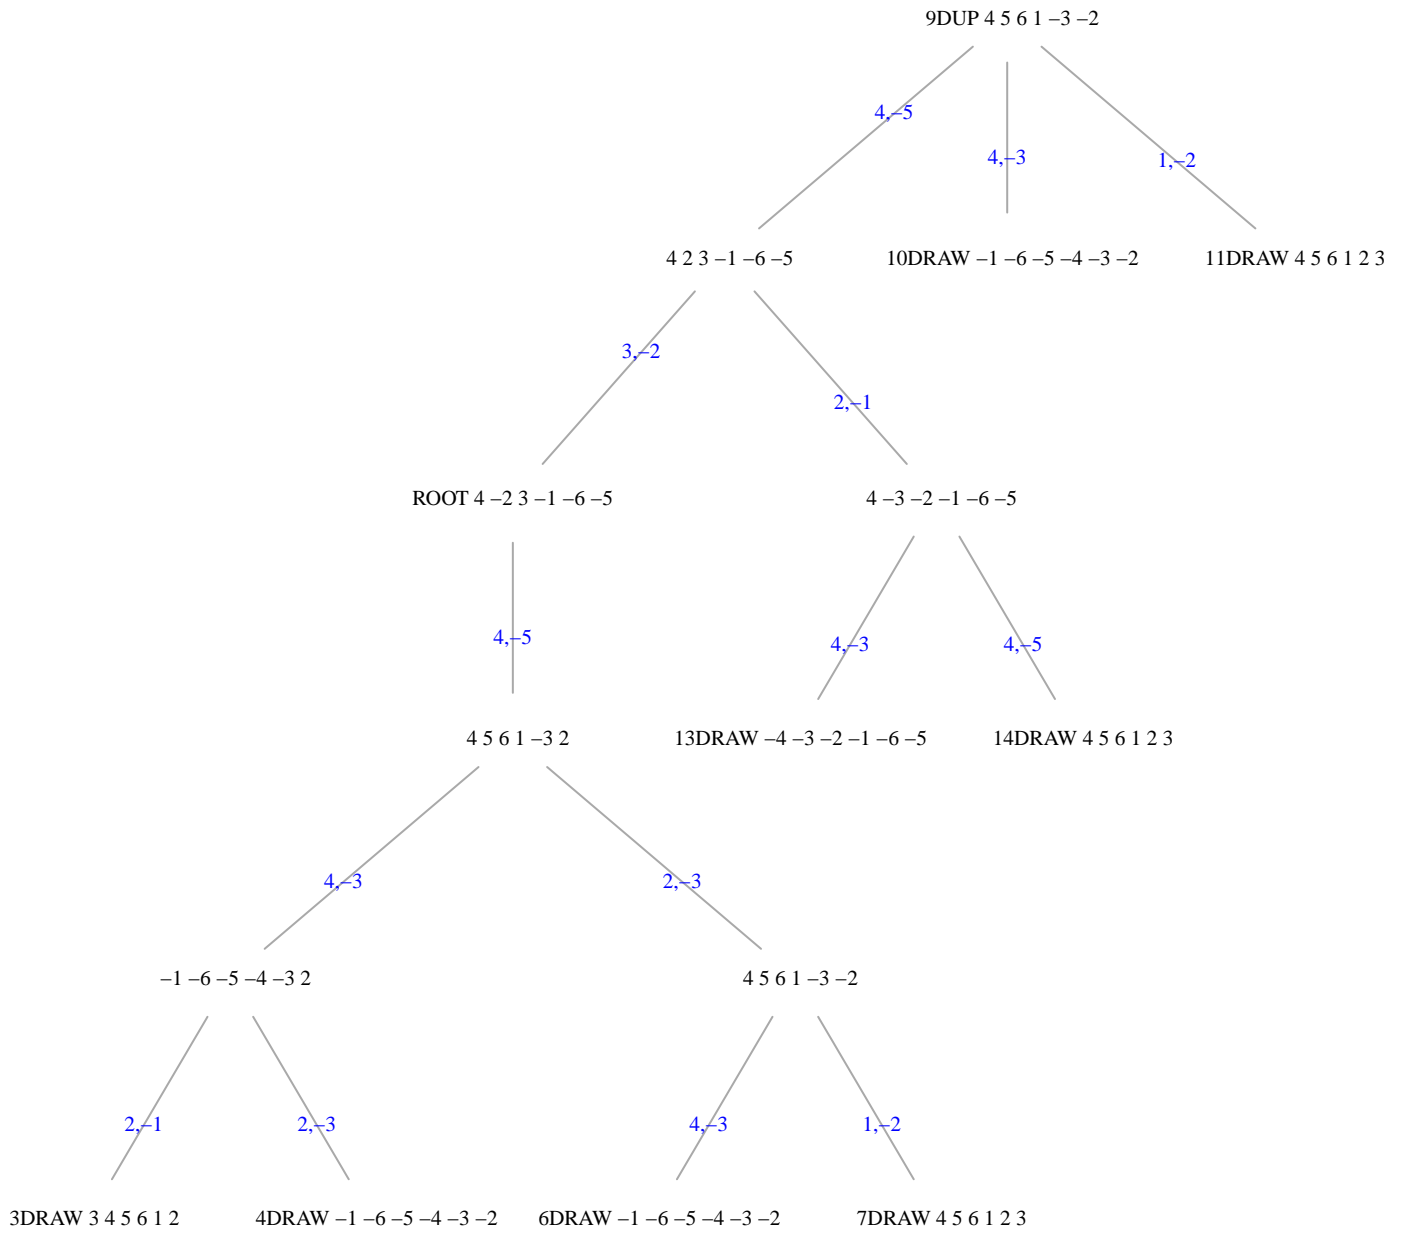 9DUP 4 5 6 1 –3 –2
4,–5
4,–3
1,–2
4 2 3 –1 –6 –5
10DRAW –1 –6 –5 –4 –3 –2
11DRAW 4 5 6 1 2 3
3,–2
2,–1
ROOT 4 –2 3 –1 –6 –5
4 –3 –2 –1 –6 –5
4,–5
4,–3
4,–5
4 5 6 1 –3 2
13DRAW –4 –3 –2 –1 –6 –5
14DRAW 4 5 6 1 2 3
4,–3
2,–3
–1 –6 –5 –4 –3 2
4 5 6 1 –3 –2
2,–1
2,–3
4,–3
1,–2
3DRAW 3 4 5 6 1 2
4DRAW –1 –6 –5 –4 –3 –2
6DRAW –1 –6 –5 –4 –3 –2
7DRAW 4 5 6 1 2 3